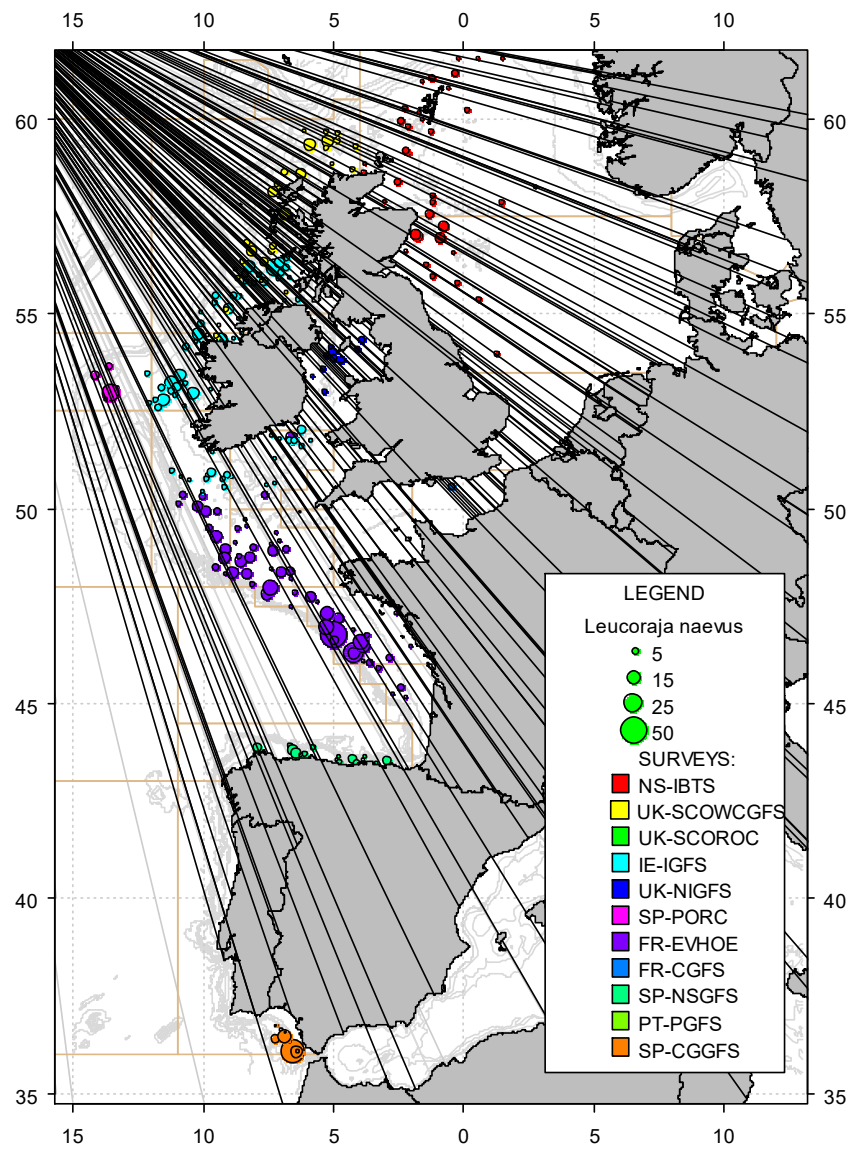 15 10 5 0 5 10
60 60
55 55
50 50
LEGEND
Leucoraja naevus
5
15
45 45
25
50
SURVEYS:
NS-IBTS
UK-SCOWCGFS
UK-SCOROC
IE-IGFS
UK-NIGFS
40 40
SP-PORC
FR-EVHOE
FR-CGFS
SP-NSGFS
PT-PGFS
SP-CGGFS
35 35
15 10 5 0 5 10